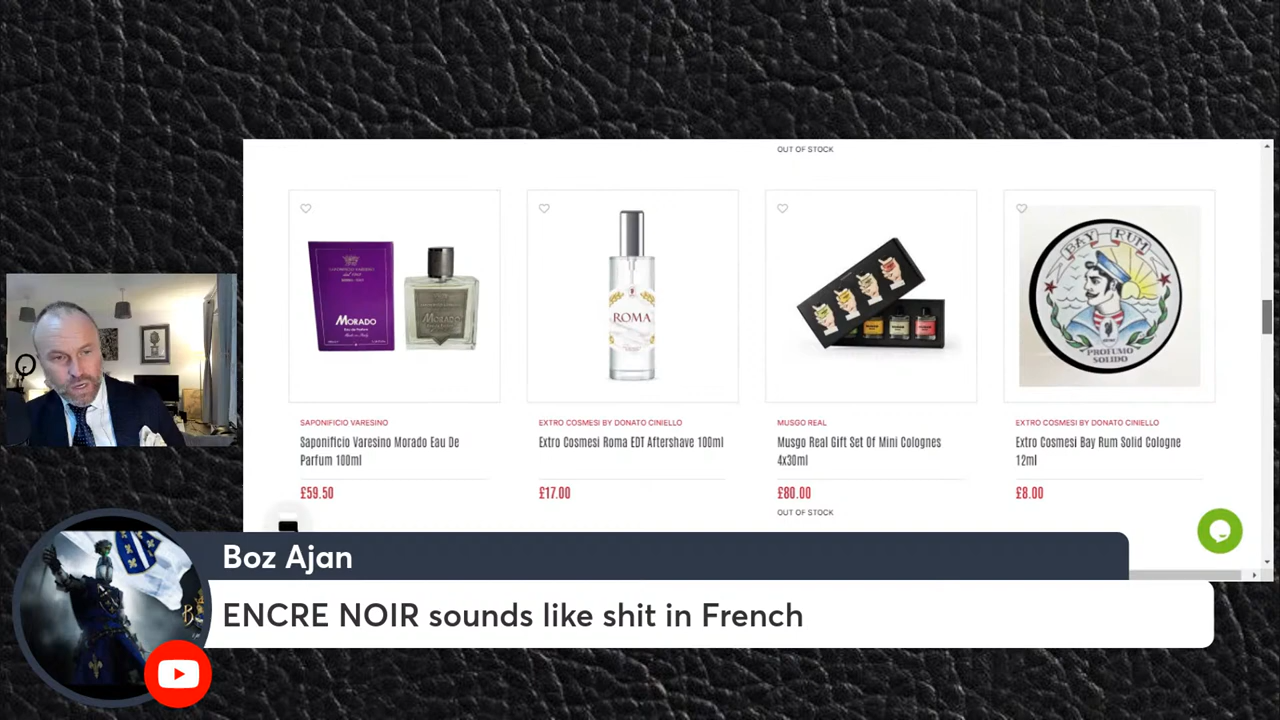 OUT OF STOCK
MORADO
Eau de Parfum
ROMA
BAY RUM
PROFUMO
SOLIDO
SAPONIFICIO VARESINO
Saponificio Varesino Morado Eau De
Parfum 100ml
£59.50
EXTRO COSMESI BY DONATO CINIELLO
Extro Cosmesi Roma EDT Aftershave 100ml
£17.00
MUSGO REAL
Musgo Real Gift Set Of Mini Colognes
4x30ml
£80.00
OUT OF STOCK
EXTRO COSMESI BY DONATO CINIELLO
Extro Cosmesi Bay Rum Solid Cologne
12ml
£8.00
Boz Ajan
ENCRE NOIR sounds like shit in French